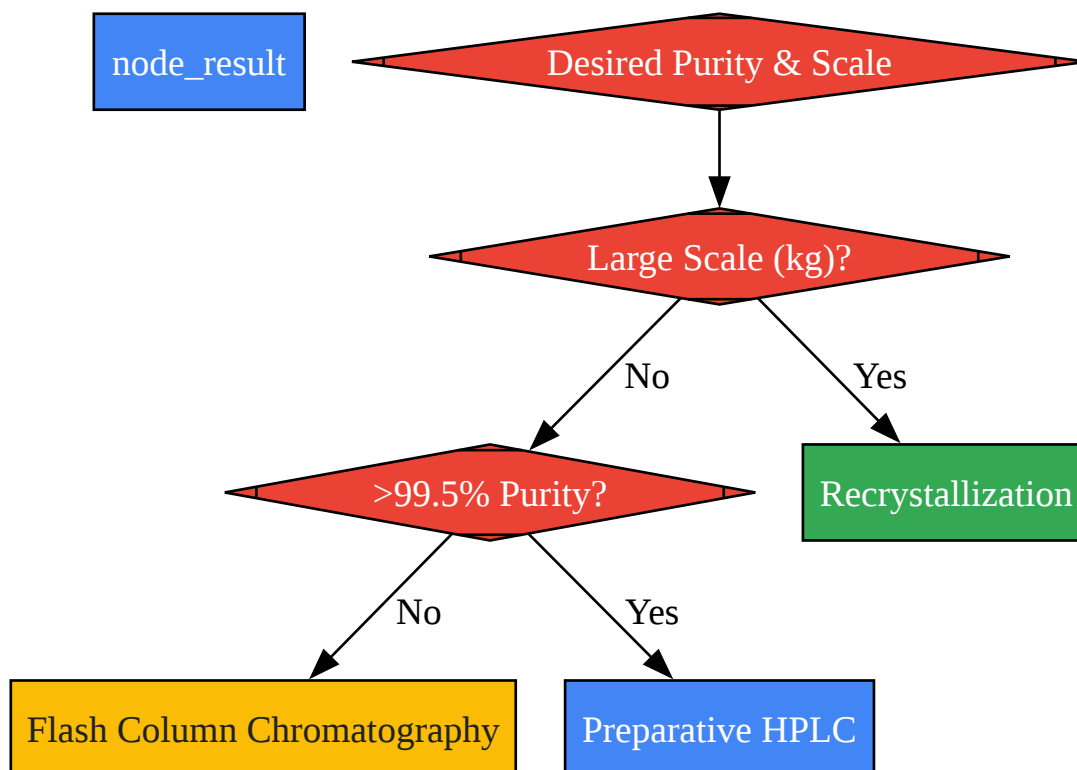 node_result
Desired Purity & Scale
Large Scale (kg)?
No
Yes
>99.5% Purity?
Recrystallization
No
Yes
Flash Column Chromatography
Preparative HPLC